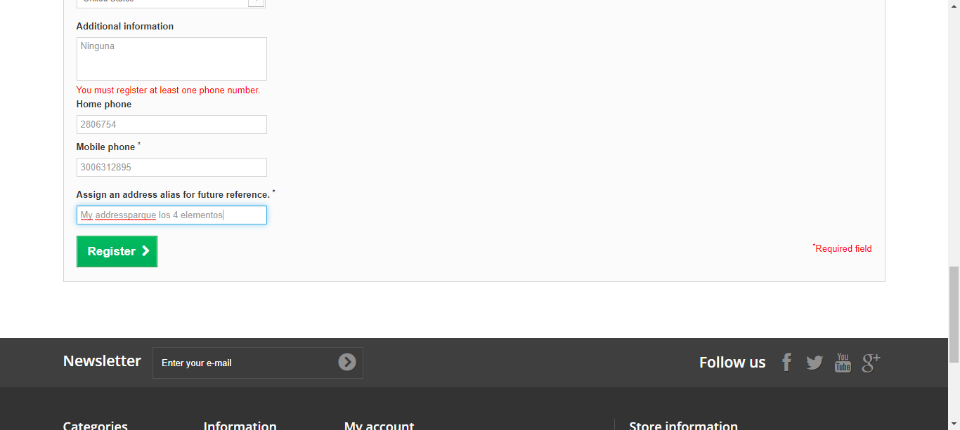 Additional information
Ninguna
You must register at least one phone number.
Home phone
2806754
Mobile phone *
3006312895
Assign an address alias for future reference. *
My addressparque los 4 elementos
Register
*Required field
Newsletter
Enter your e-mail
Follow us
You
Tube
Categories
Information
My account
Store information